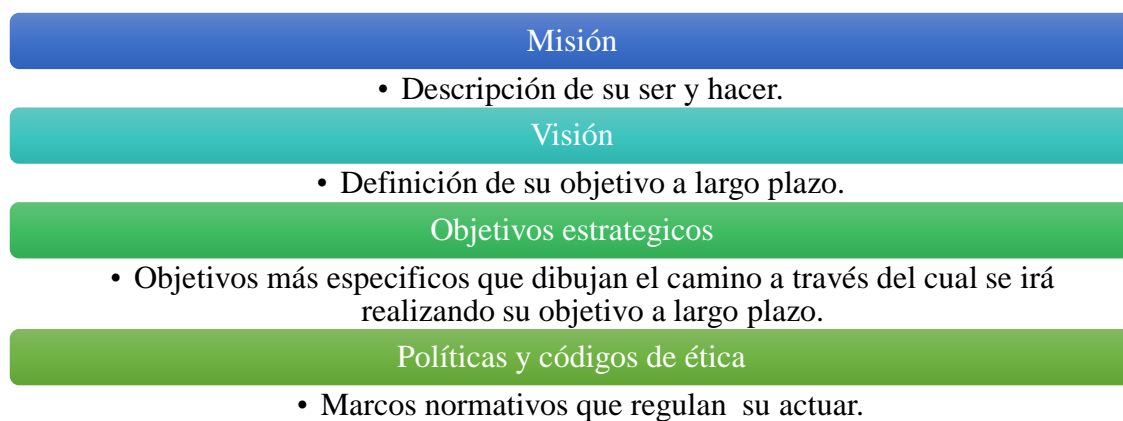 Misión
• Descripción de su ser y hacer.
Visión
• Definición de su objetivo a largo plazo.
Objetivos estrategicos
• Objetivos más especificos que dibujan el camino a través del cual se irá
realizando su objetivo a largo plazo.
Políticas y códigos de ética
• Marcos normativos que regulan  su actuar.